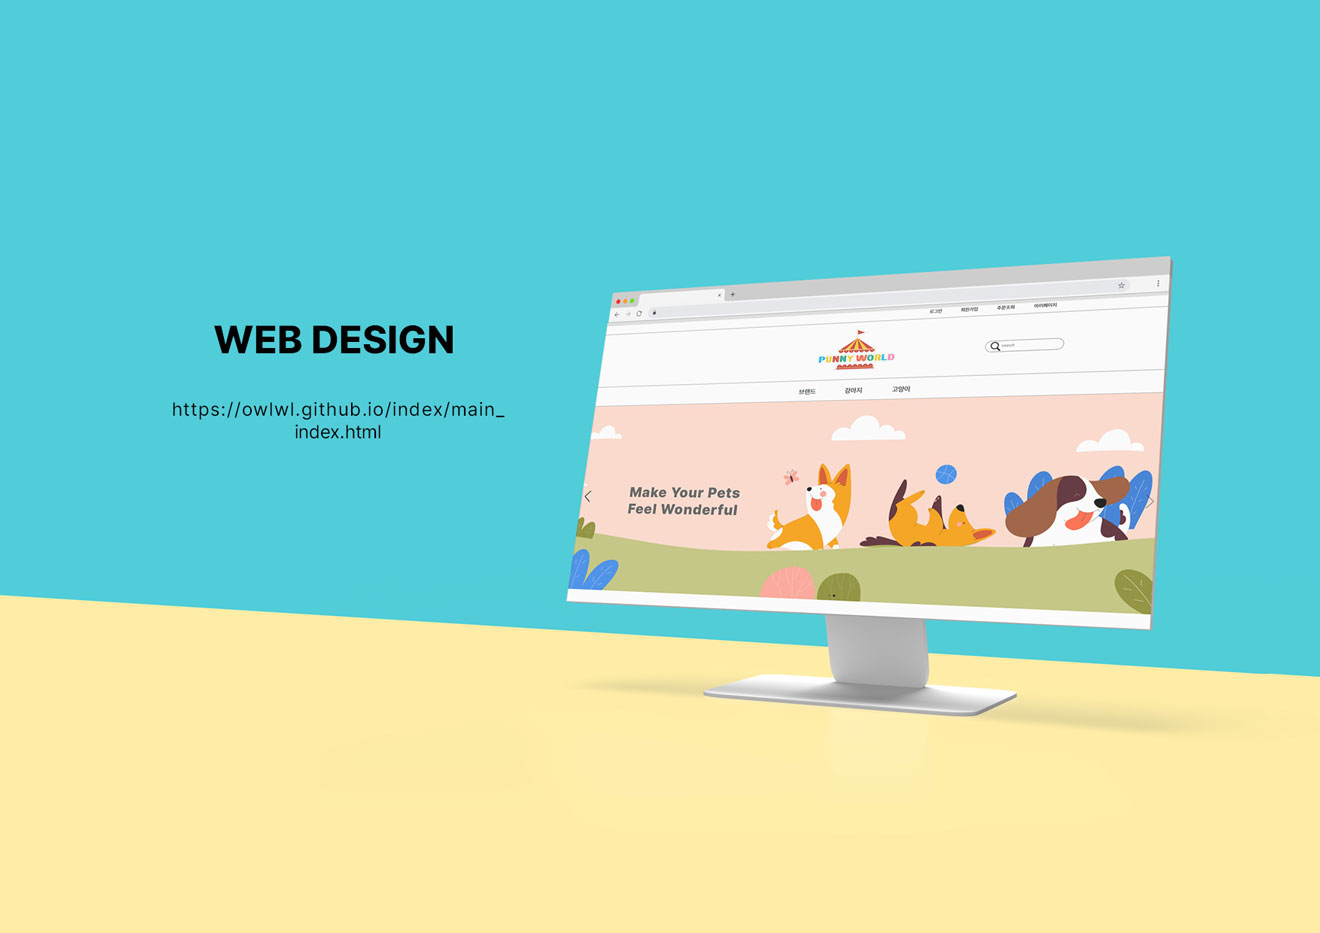 WEB DESIGN
https://owlwl.github.io/index/main_
index.html
로그인 회원가입 주문조회 마이페이지
PUNNY WORLD
search
브랜드 강아지 고양이
Make Your Pets
Feel Wonderful